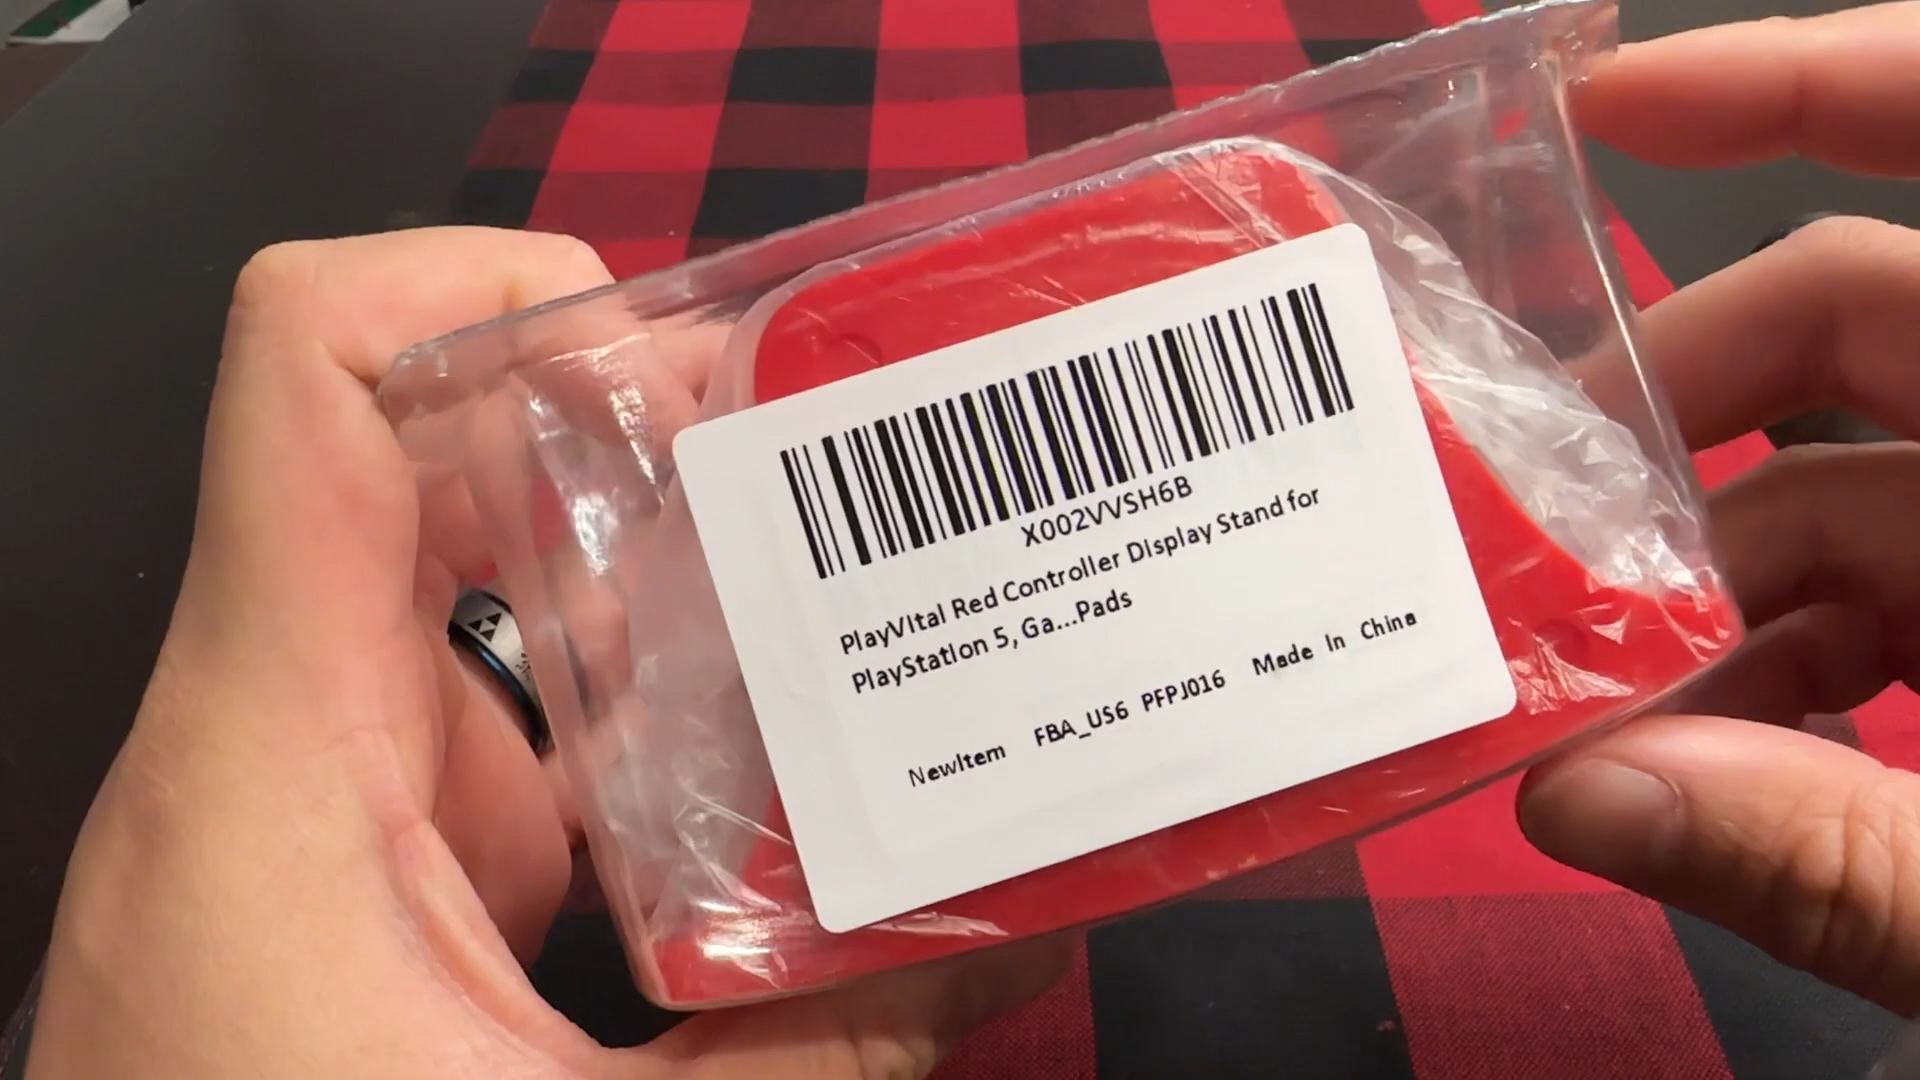 X002VVSH6B
PlayVital Red Controller Display Stand for
PlayStation 5, Ga...Pads
NewItem FBA_US6 PFPJ016 Made In China